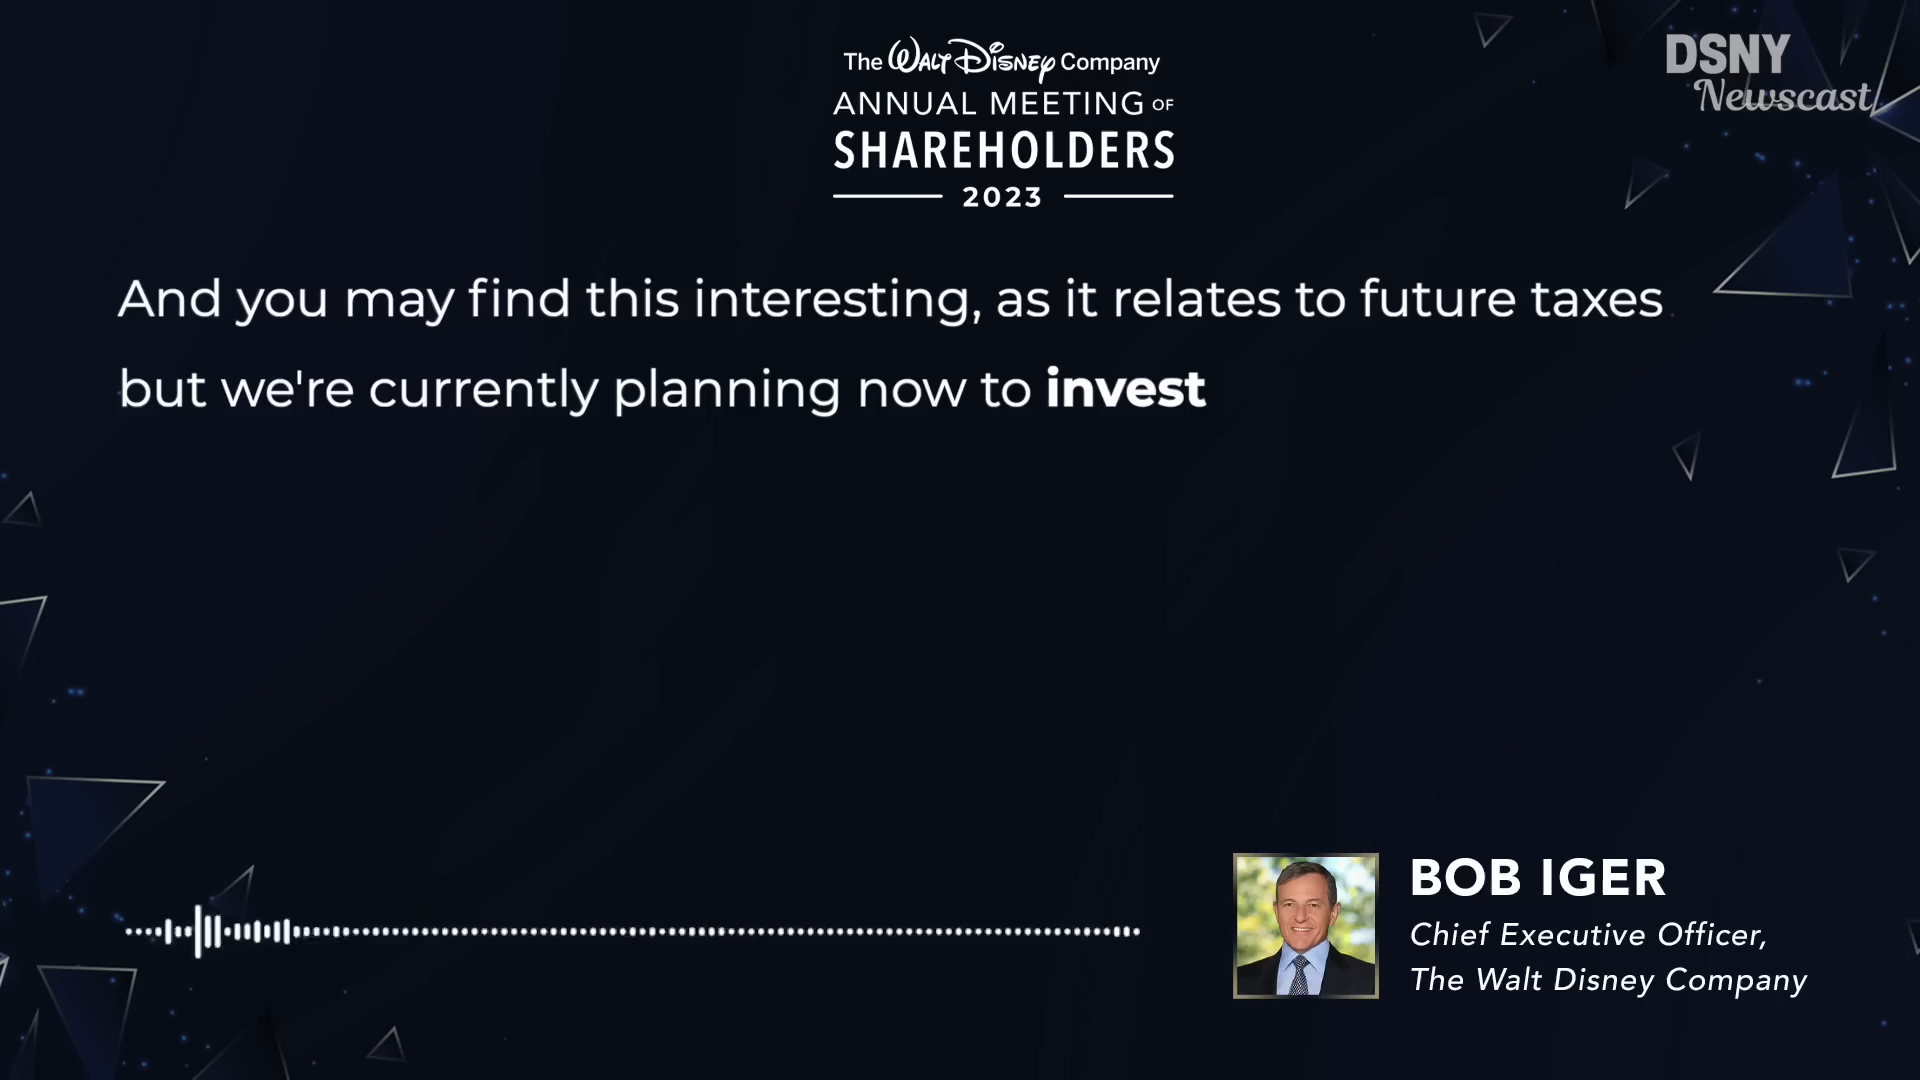 The Walt Disney Company
ANNUAL MEETING OF
SHAREHOLDERS
2023
DSNY
Newscast
And you may find this interesting, as it relates to future taxes
but we're currently planning now to invest
BOB IGER
Chief Executive Officer,
The Walt Disney Company